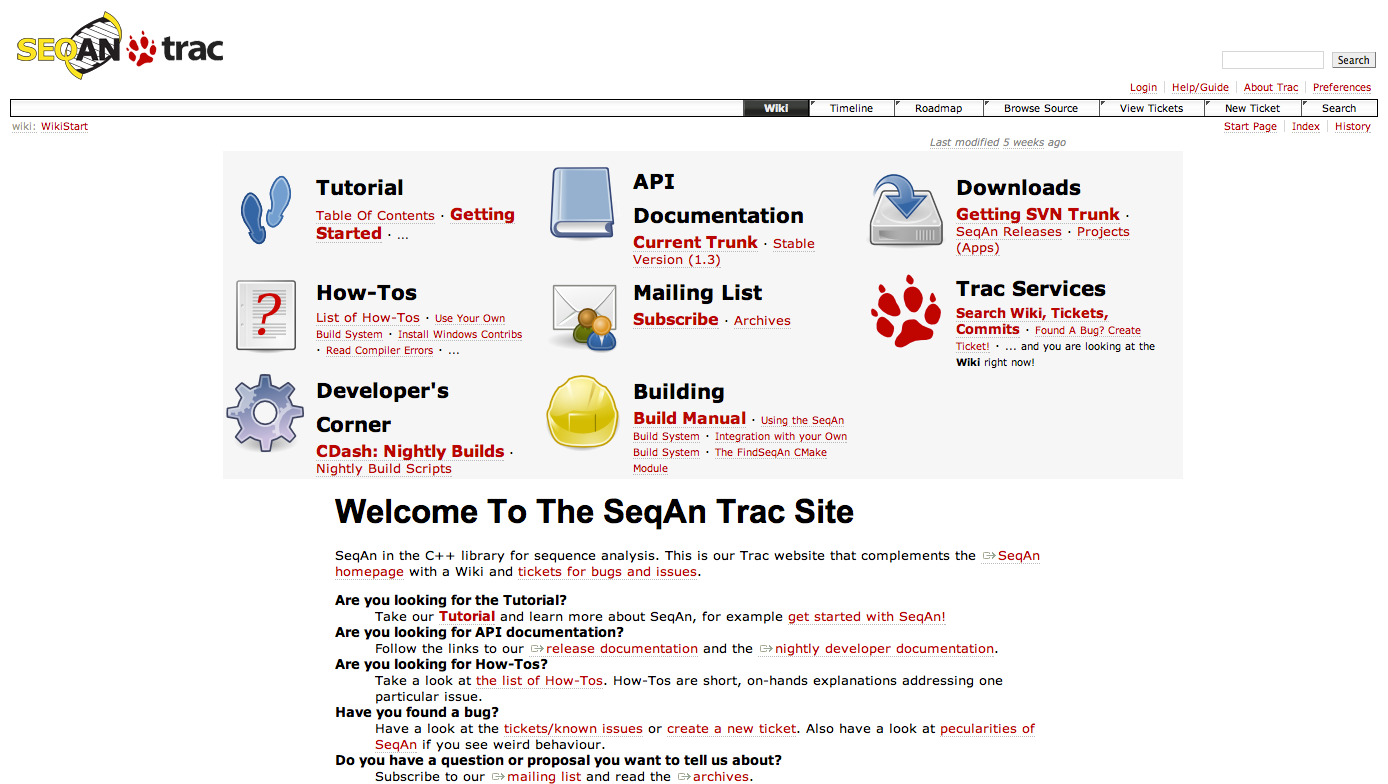 SEQAN trac
Search
Login Help/Guide About Trac Preferences
Wiki Timeline Roadmap Browse Source View Tickets New Ticket Search
wiki: WikiStart
Start Page Index History
Last modified 5 weeks ago
Tutorial
Table Of Contents · Getting
Started · ...
API
Documentation
Current Trunk · Stable
Version (1.3)
Downloads
Getting SVN Trunk ·
SeqAn Releases · Projects
(Apps)
How-Tos
List of How-Tos · Use Your Own
Build System · Install Windows Contribs
· Read Compiler Errors · ...
Mailing List
Subscribe · Archives
Trac Services
Search Wiki, Tickets,
Commits · Found A Bug? Create
Ticket! · ... and you are looking at the
Wiki right now!
Developer's
Corner
CDash: Nightly Builds ·
Nightly Build Scripts
Building
Build Manual · Using the SeqAn
Build System · Integration with your Own
Build System · The FindSeqAn CMake
Module
Welcome To The SeqAn Trac Site
SeqAn in the C++ library for sequence analysis. This is our Trac website that complements the SeqAn
homepage with a Wiki and tickets for bugs and issues.
Are you looking for the Tutorial?
Take our Tutorial and learn more about SeqAn, for example get started with SeqAn!
Are you looking for API documentation?
Follow the links to our release documentation and the nightly developer documentation.
Are you looking for How-Tos?
Take a look at the list of How-Tos. How-Tos are short, on-hands explanations addressing one
particular issue.
Have you found a bug?
Have a look at the tickets/known issues or create a new ticket. Also have a look at pecularities of
SeqAn if you see weird behaviour.
Do you have a question or proposal you want to tell us about?
Subscribe to our mailing list and read the archives.